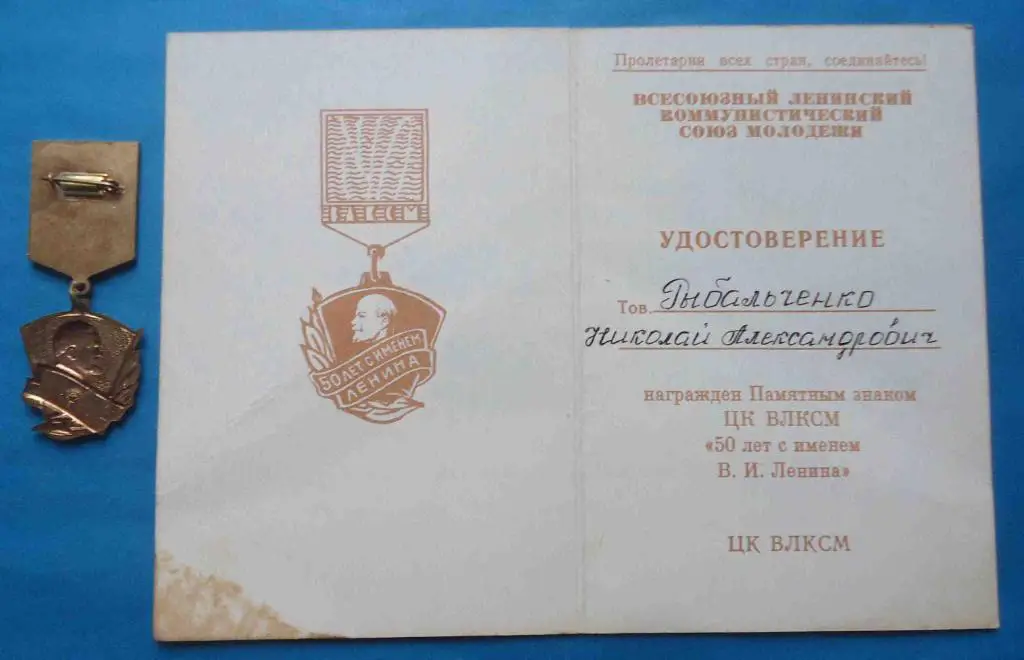 ВЛКСМ
50 ЛЕТ С ИМЕНЕМ
ЛЕНИНА
Пролетарии всех стран, соединяйтесь!
ВСЕСОЮЗНЫЙ ЛЕНИНСКИЙ
КОММУНИСТИЧЕСКИЙ
СОЮЗ МОЛОДЕЖИ
УДОСТОВЕРЕНИЕ
Тов. Рыбальченко
Николай Александрович
награжден Памятным знаком
ЦК ВЛКСМ
«50 лет с именем
В. И. Ленина»
ЦК ВЛКСМ